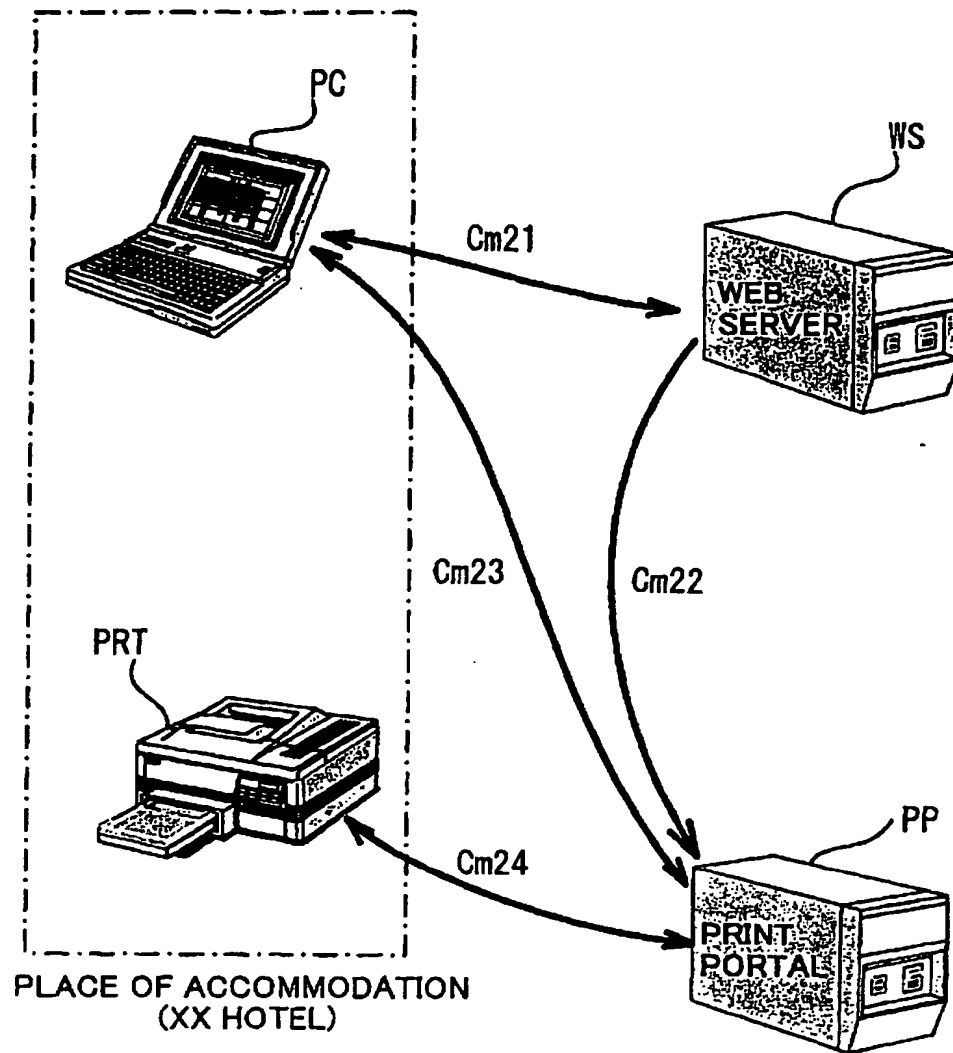 PC
WS
Cm21
WEB
SERVER
Cm23
Cm22
PRT
PP
Cm24
PRINT
PORTAL
PLACE OF ACCOMMODATION
(XX HOTEL)